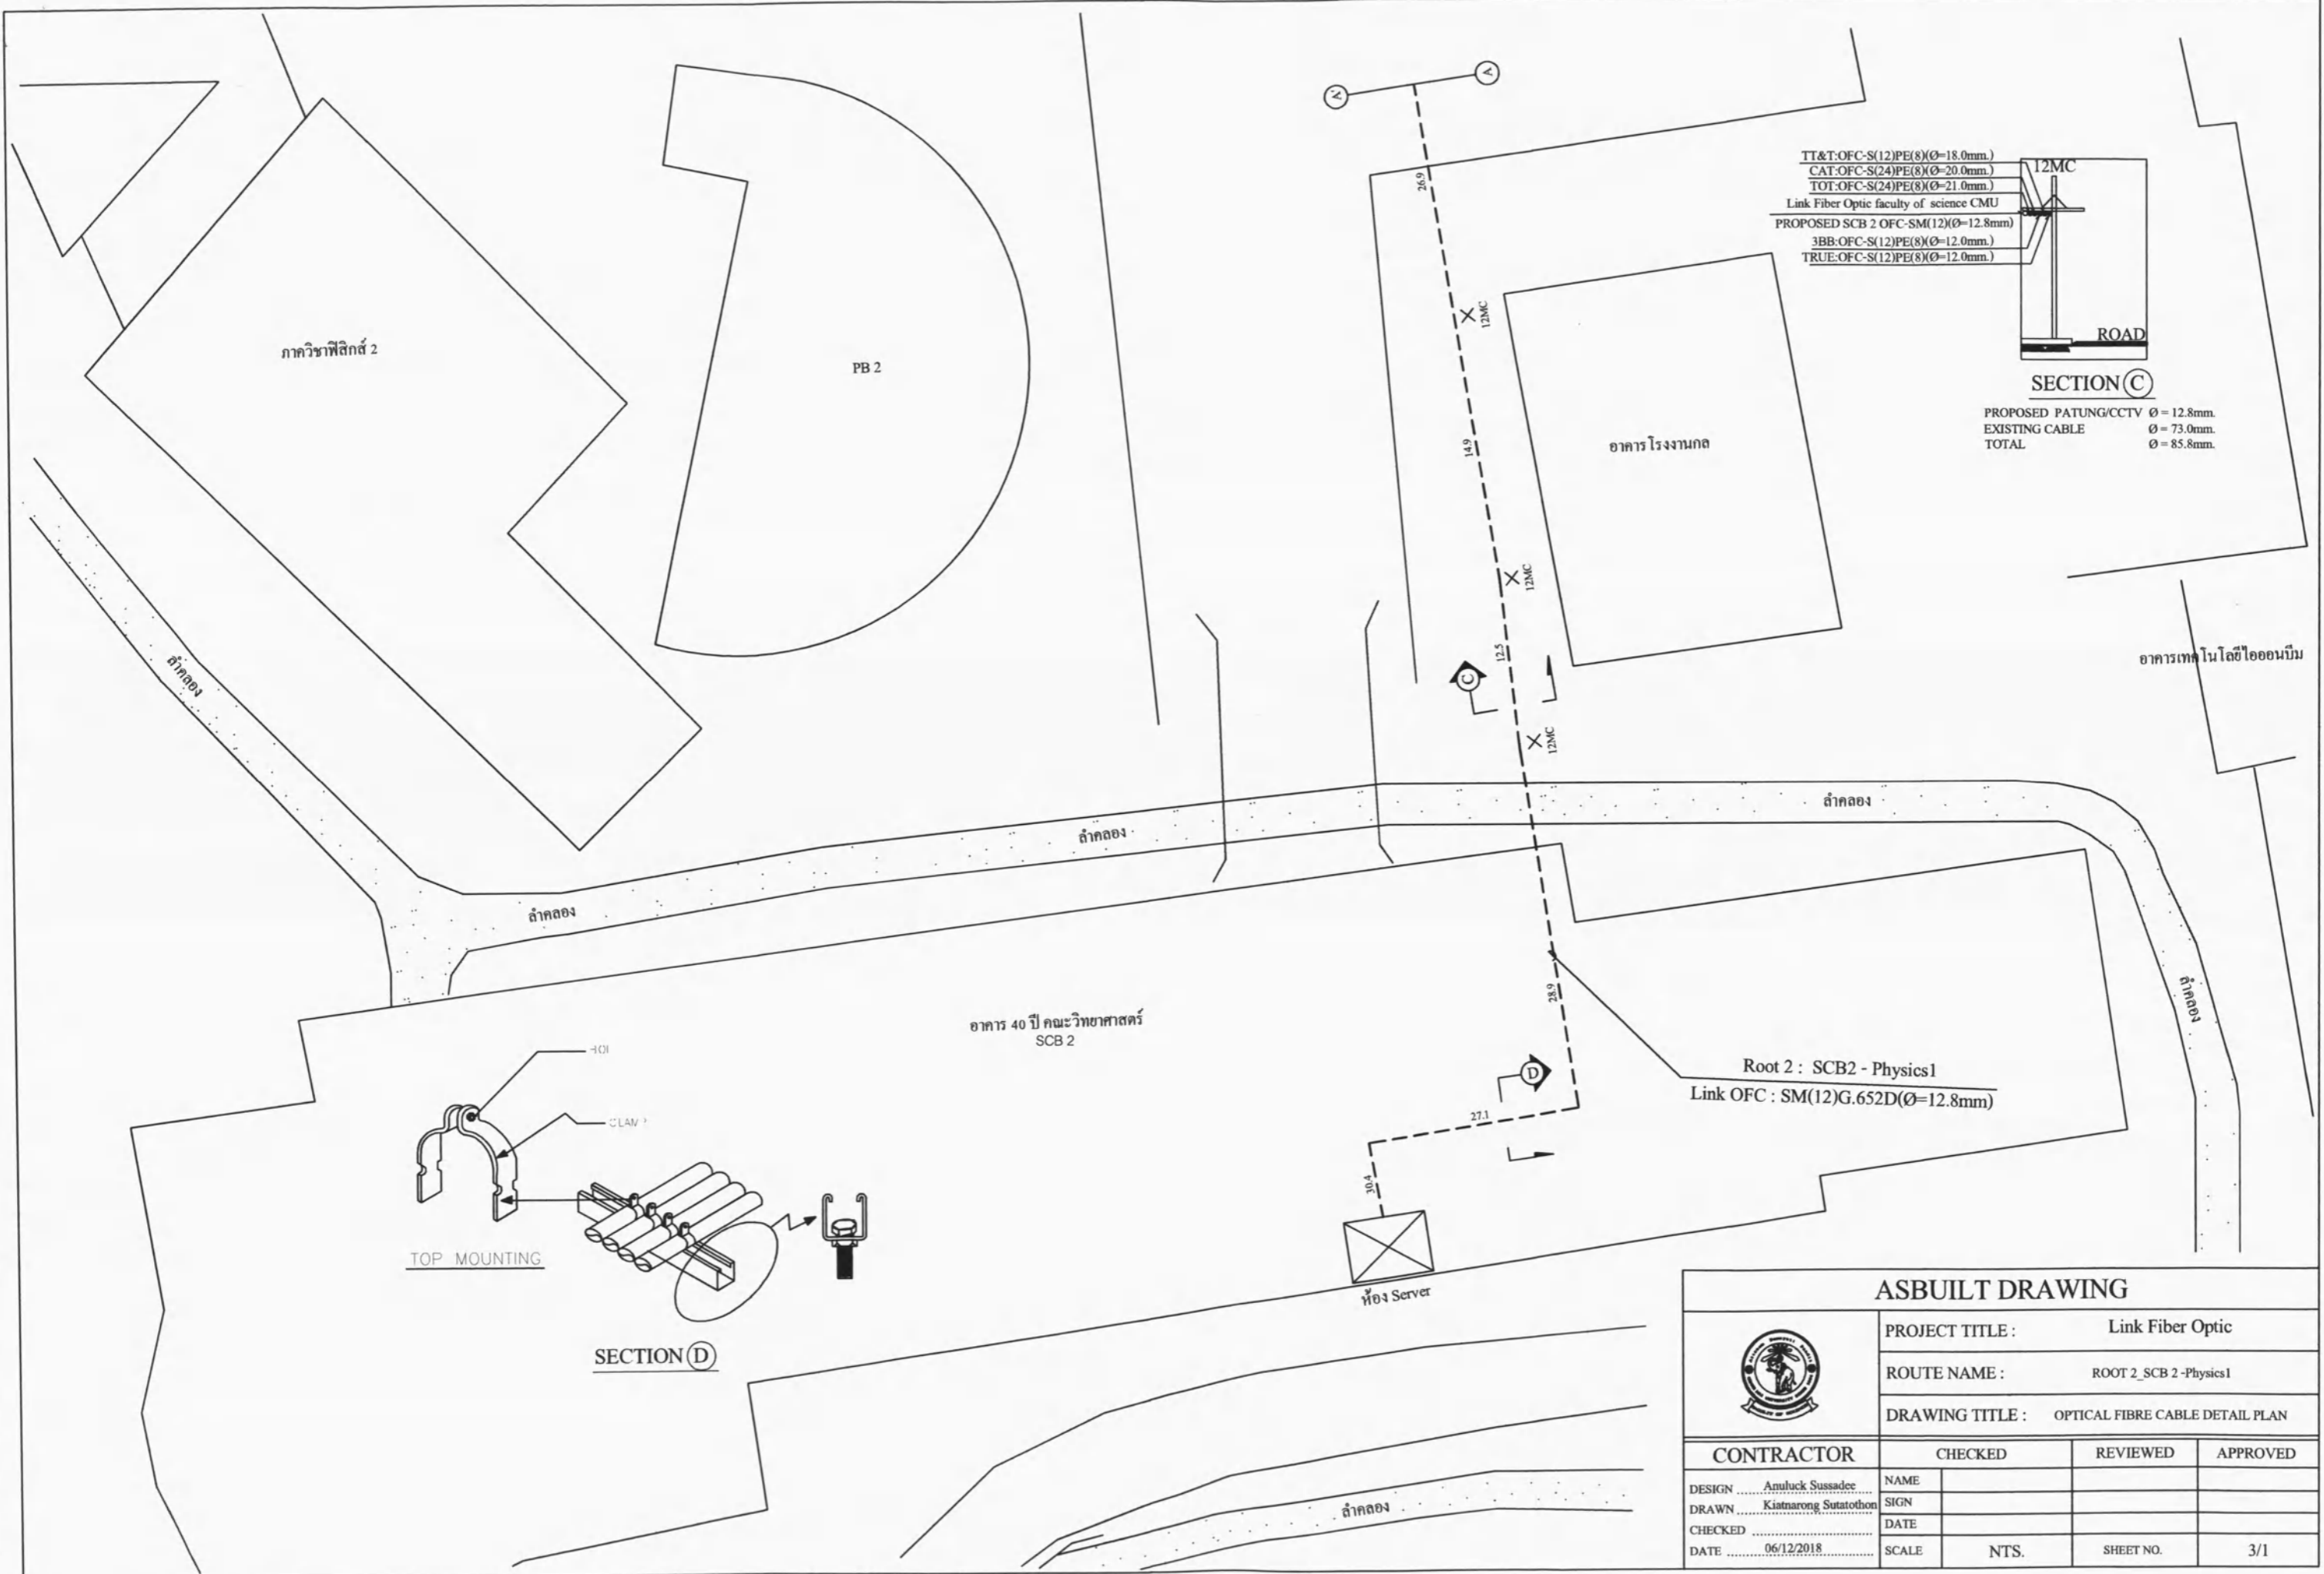 A'
A
26.9
12MC
14.9
12MC
12.5
C
12MC
28.9
D
27.1
30.4
ภาควิชาฟิสิกส์ 2
PB 2
อาคารโรงงานกล
อาคารเทคโนโลยีไอออนบีม
ลำคลอง
ลำคลอง
ลำคลอง
ลำคลอง
ลำคลอง
ลำคลอง
TT&T:OFC-S(12)PE(8)(Ø=18.0mm.)
CAT:OFC-S(24)PE(8)(Ø=20.0mm.)
TOT:OFC-S(24)PE(8)(Ø=21.0mm.)
Link Fiber Optic faculty of science CMU
PROPOSED SCB 2 OFC-SM(12)(Ø=12.8mm)
3BB:OFC-S(12)PE(8)(Ø=12.0mm.)
TRUE:OFC-S(12)PE(8)(Ø=12.0mm.)
12MC
ROAD
SECTION C
PROPOSED PATUNG/CCTV Ø = 12.8mm.
EXISTING CABLE Ø = 73.0mm.
TOTAL Ø = 85.8mm.
อาคาร 40 ปี คณะวิทยาศาสตร์
SCB 2
Root 2 : SCB2 - Physics1
Link OFC : SM(12)G.652D(Ø=12.8mm)
TOP MOUNTING
SECTION D
ห้อง Server
ASBUILT DRAWING
PROJECT TITLE : Link Fiber Optic
ROUTE NAME : ROOT 2_SCB 2 -Physics1
DRAWING TITLE : OPTICAL FIBRE CABLE DETAIL PLAN
CONTRACTOR CHECKED REVIEWED APPROVED
DESIGN Anuluck Sussadee NAME
DRAWN Kiatnarong Sutatothon SIGN
CHECKED DATE
DATE 06/12/2018 SCALE NTS. SHEET NO. 3/1